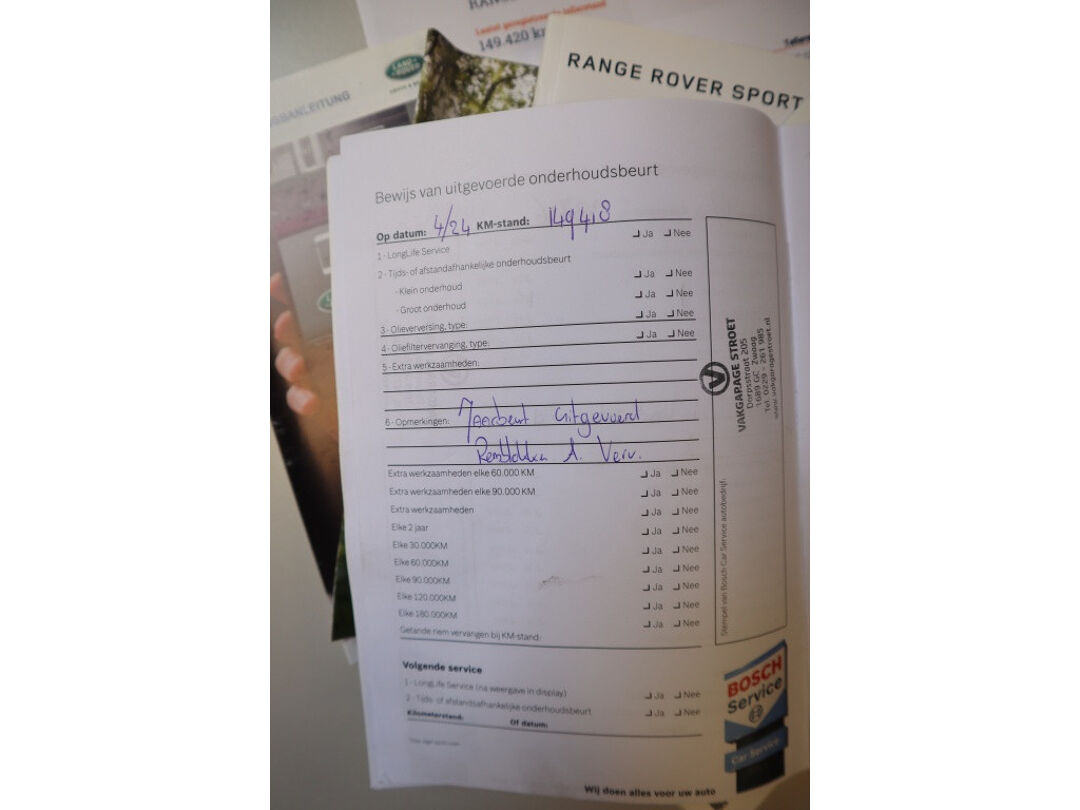 149.420 km
LAND ROVER
RANGE ROVER SPORT
Bewijs van uitgevoerde onderhoudsbeurt
Op datum: 4/24 KM-stand: 149418
1 - LongLife Service Ja Nee
2 - Tijds- of afstandafhankelijke onderhoudsbeurt
- Klein onderhoud Ja Nee
- Groot onderhoud Ja Nee
3 - Olieverversing, type: Ja Nee
4 - Oliefiltervervanging, type: Ja Nee
5 - Extra werkzaamheden:
6 - Opmerkingen: Jaarbeurt Uitgevoerd
Remblokken A. Verv.
Extra werkzaamheden elke 60.000 KM Ja Nee
Extra werkzaamheden elke 90.000 KM Ja Nee
Extra werkzaamheden Ja Nee
Elke 2 jaar Ja Nee
Elke 30.000KM Ja Nee
Elke 60.000KM Ja Nee
Elke 90.000KM Ja Nee
Elke 120.000KM Ja Nee
Elke 180.000KM Ja Nee
Getande riem vervangen bij KM-stand:
Volgende service
1 - LongLife Service (na weergave in display) Ja Nee
2 - Tijds- of afstandsafhankelijke onderhoudsbeurt Ja Nee
Kilometerstand: Of datum:
VAKGARAGE STROET
Dorpsstraat 205
1689 GC Zwaag
Tel. 0229 - 261 985
www.vakgaragestroet.nl
Stempel van Bosch Car Service autobedrijf:
BOSCH
Service
Car Service
Wij doen alles voor uw auto